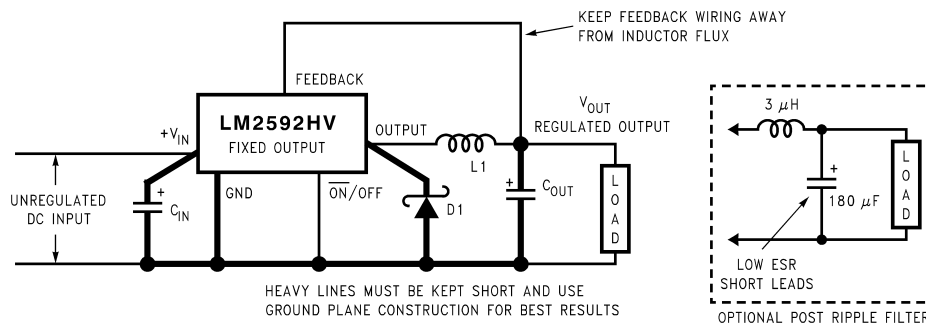 KEEP FEEDBACK WIRING AWAY
FROM INDUCTOR FLUX
FEEDBACK
LM2592HV
FIXED OUTPUT
+VIN
OUTPUT
L1
VOUT
REGULATED OUTPUT
UNREGULATED
DC INPUT
+
CIN
GND
ON/OFF
D1
+
COUT
LOAD
HEAVY LINES MUST BE KEPT SHORT AND USE
GROUND PLANE CONSTRUCTION FOR BEST RESULTS
3 μH
+
180 μF
LOAD
LOW ESR
SHORT LEADS
OPTIONAL POST RIPPLE FILTER